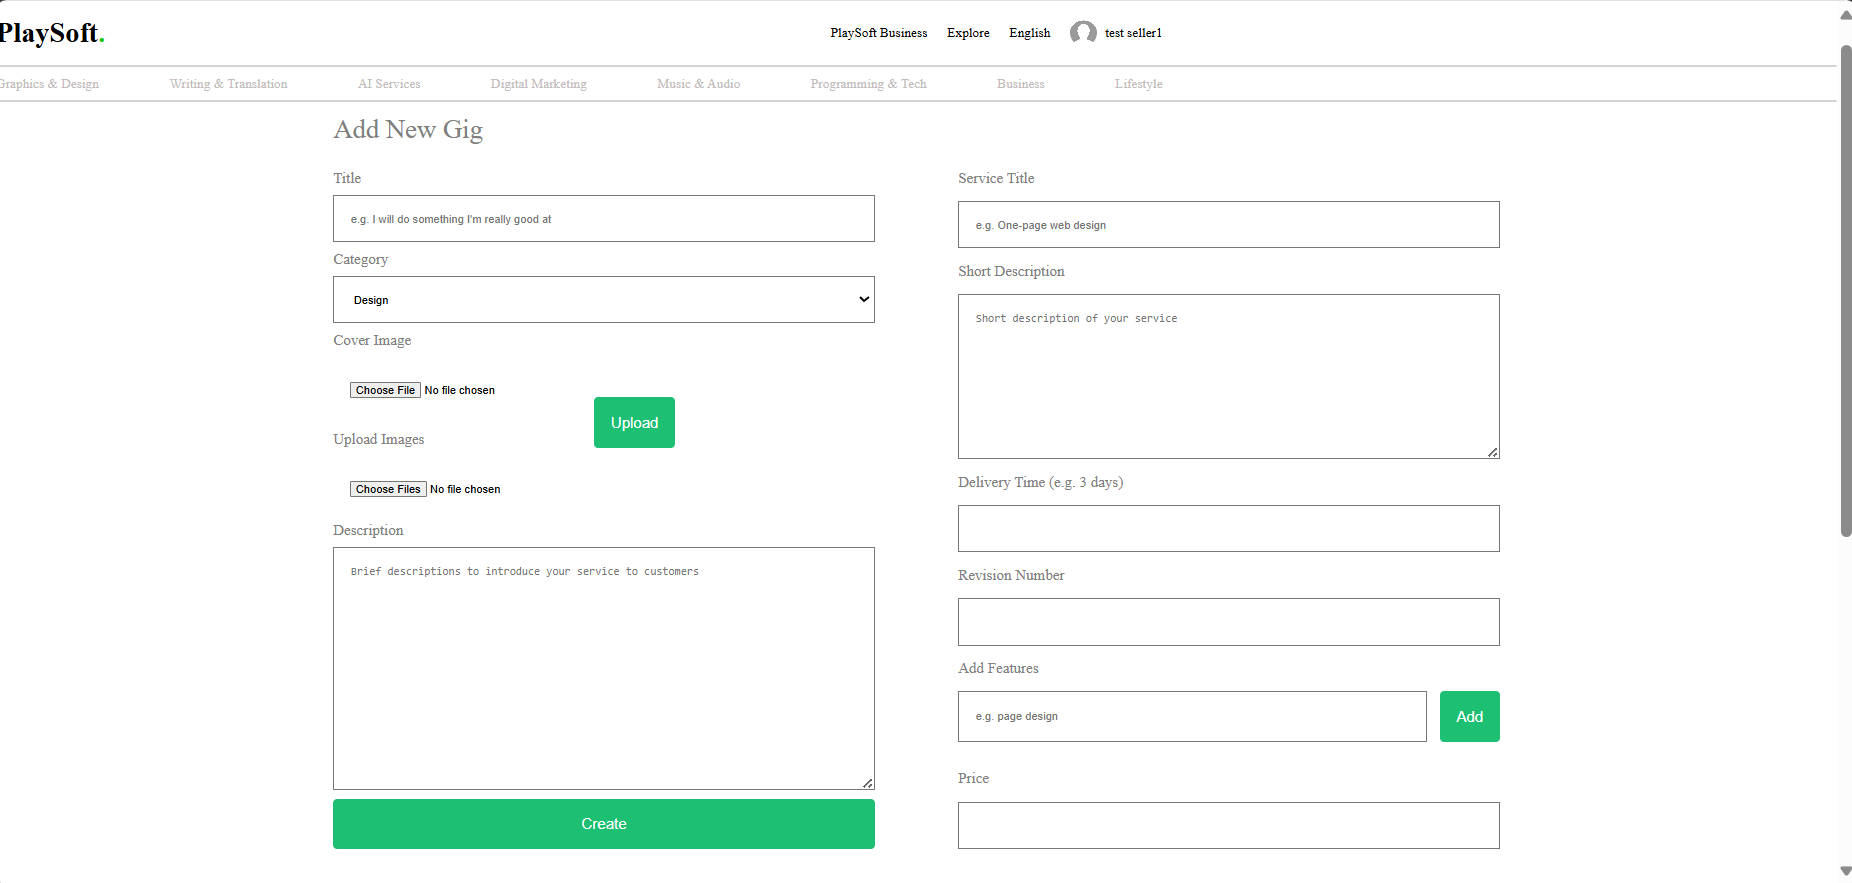 PlaySoft.
PlaySoft Business Explore English test seller1
Graphics & Design Writing & Translation AI Services Digital Marketing Music & Audio Programming & Tech Business Lifestyle
Add New Gig
Title
e.g. I will do something I'm really good at
Category
Design
Cover Image
Choose File No file chosen
Upload
Upload Images
Choose Files No file chosen
Description
Brief descriptions to introduce your service to customers
Create
Service Title
e.g. One-page web design
Short Description
Short description of your service
Delivery Time (e.g. 3 days)
Revision Number
Add Features
e.g. page design
Add
Price